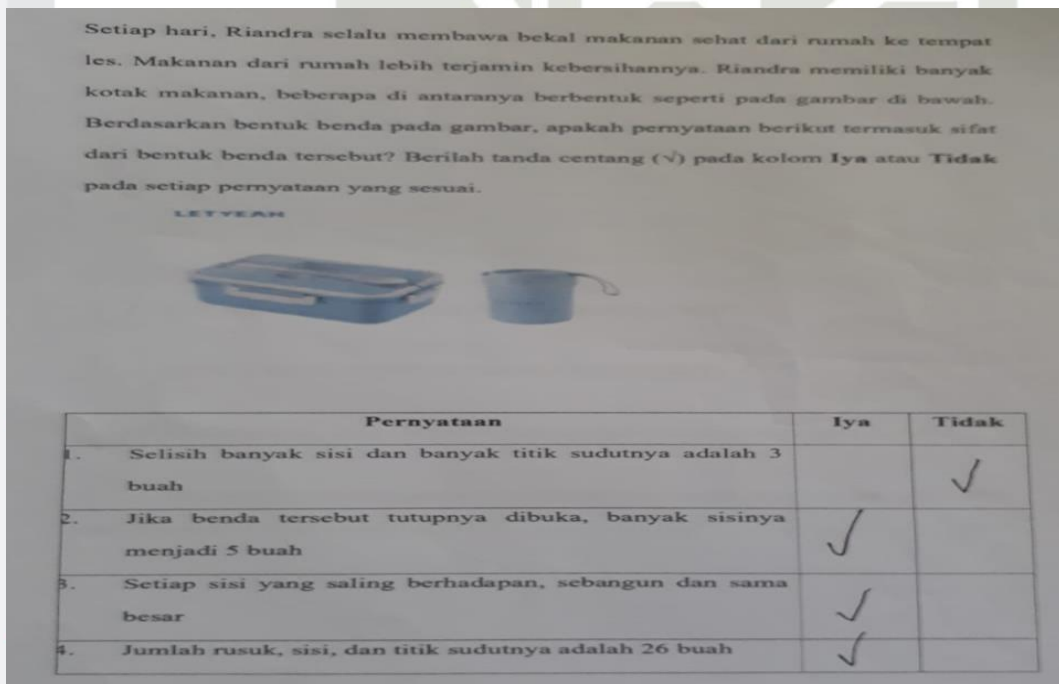 Setiap hari, Riandra selalu membawa bekal makanan sehat dari rumah ke tempat
les. Makanan dari rumah lebih terjamin kebersihannya. Riandra memiliki banyak
kotak makanan, beberapa di antaranya berbentuk seperti pada gambar di bawah.
Berdasarkan bentuk benda pada gambar, apakah pernyataan berikut termasuk sifat
dari bentuk benda tersebut? Berilah tanda centang (√) pada kolom Iya atau Tidak
pada setiap pernyataan yang sesuai.
LETYEAH
Pernyataan Iya Tidak
1. Selisih banyak sisi dan banyak titik sudutnya adalah 3
buah ✓
2. Jika benda tersebut tutupnya dibuka, banyak sisinya
menjadi 5 buah ✓
3. Setiap sisi yang saling berhadapan, sebangun dan sama
besar ✓
4. Jumlah rusuk, sisi, dan titik sudutnya adalah 26 buah ✓